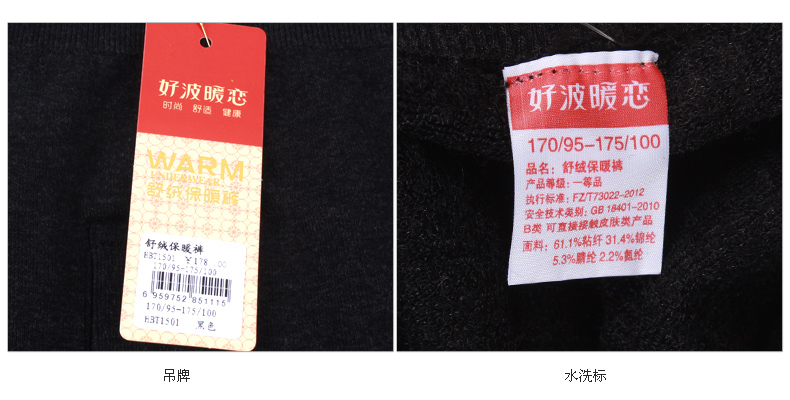 好波暖恋
时尚 舒适 健康
WARM
UNDERWEAR
舒绒保暖裤
舒绒保暖裤
HBT1501 ￥178.00
170/95-175/100
6 959752 851115
170/95-175/100
HBT1501 黑色
吊牌
好波暖恋
170/95-175/100
品名：舒绒保暖裤
产品等级：一等品
执行标准：FZ/T73022-2012
安全技术类别：GB 18401-2010
B类 可直接接触皮肤类产品
面料：61.1%粘纤 31.4%锦纶
5.3%腈纶 2.2%氨纶
水洗标